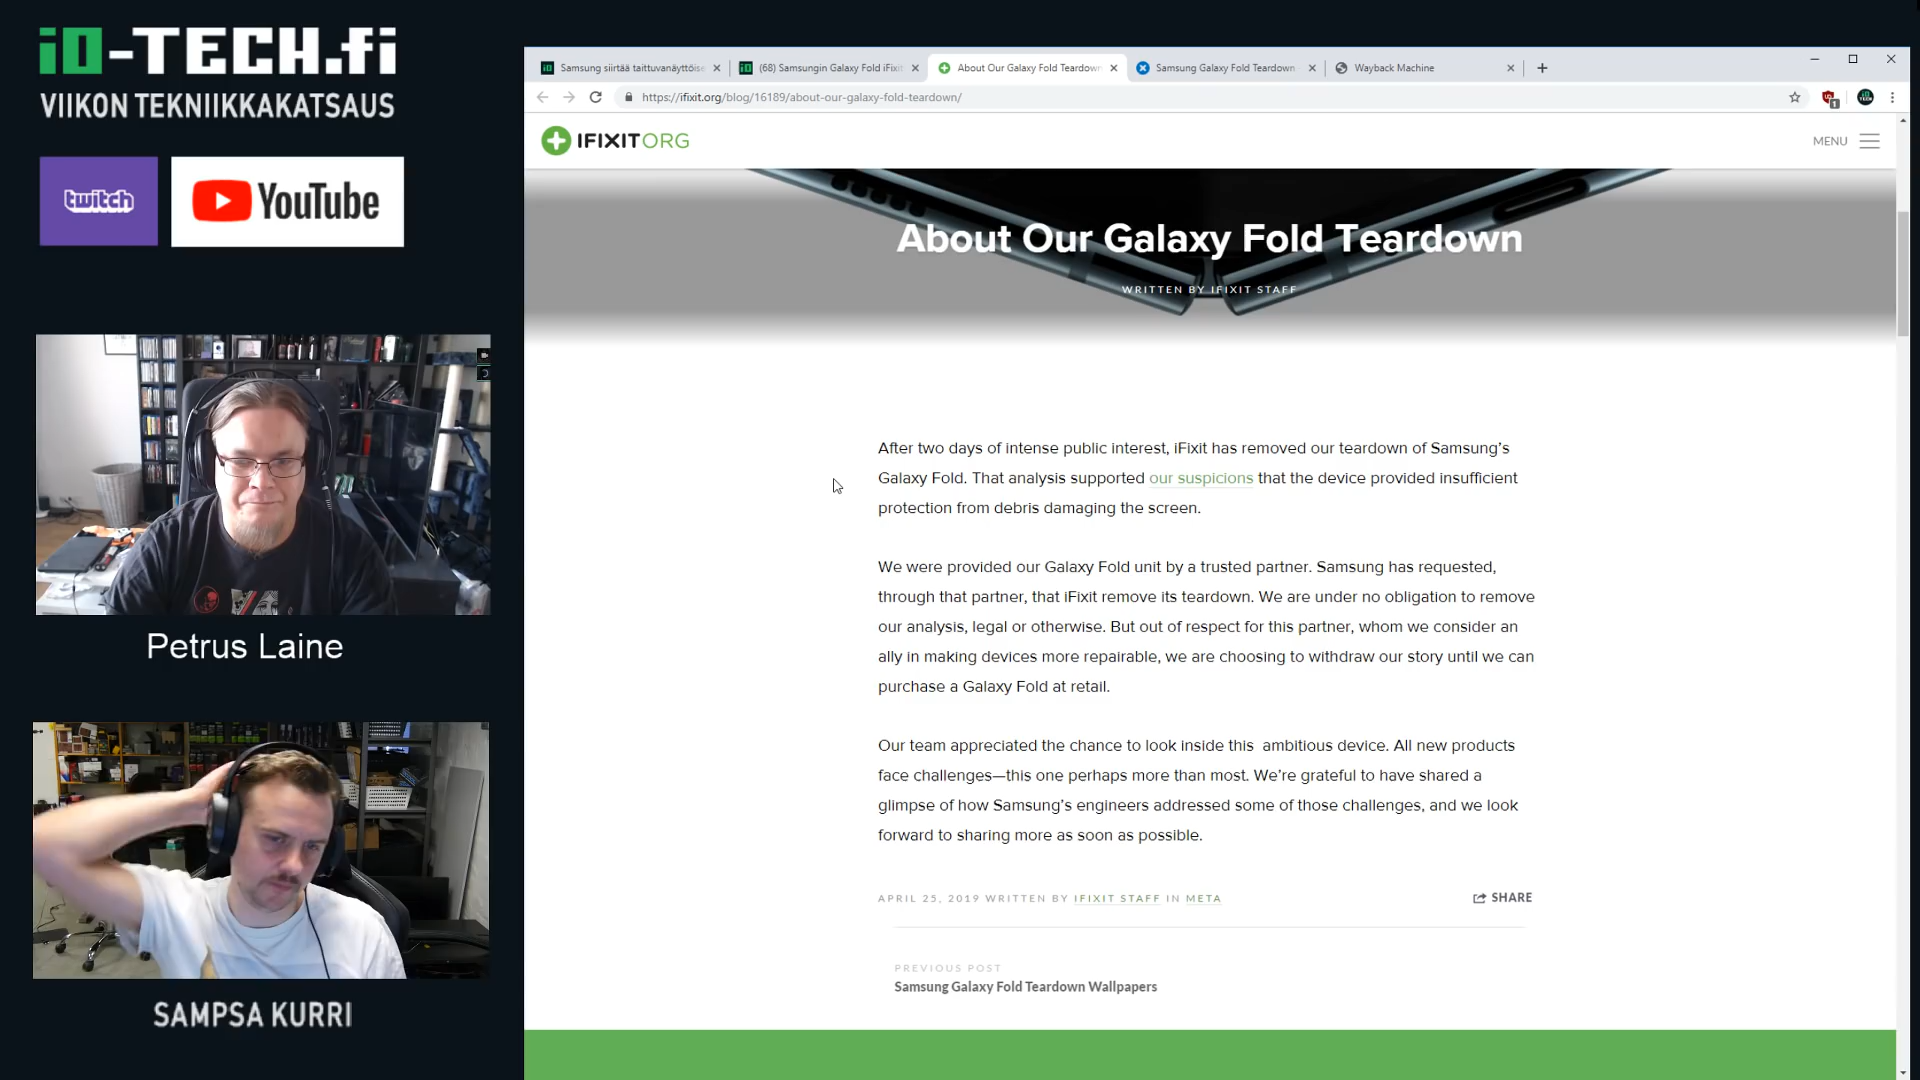 iO-TECH.fi
VIIKON TEKNIIKKAKATSAUS
twitch
YouTube
Petrus Laine
SAMPSA KURRI
Samsung siirtää taittuvanäyttöise
(68) Samsungin Galaxy Fold iFixit
About Our Galaxy Fold Teardown
Samsung Galaxy Fold Teardown
Wayback Machine
https://ifixit.org/blog/16189/about-our-galaxy-fold-teardown/
IFIXITORG
MENU
About Our Galaxy Fold Teardown
WRITTEN BY IFIXIT STAFF
After two days of intense public interest, iFixit has removed our teardown of Samsung’s
Galaxy Fold. That analysis supported our suspicions that the device provided insufficient
protection from debris damaging the screen.
We were provided our Galaxy Fold unit by a trusted partner. Samsung has requested,
through that partner, that iFixit remove its teardown. We are under no obligation to remove
our analysis, legal or otherwise. But out of respect for this partner, whom we consider an
ally in making devices more repairable, we are choosing to withdraw our story until we can
purchase a Galaxy Fold at retail.
Our team appreciated the chance to look inside this ambitious device. All new products
face challenges—this one perhaps more than most. We’re grateful to have shared a
glimpse of how Samsung’s engineers addressed some of those challenges, and we look
forward to sharing more as soon as possible.
APRIL 25, 2019 WRITTEN BY IFIXIT STAFF IN META
SHARE
PREVIOUS POST
Samsung Galaxy Fold Teardown Wallpapers